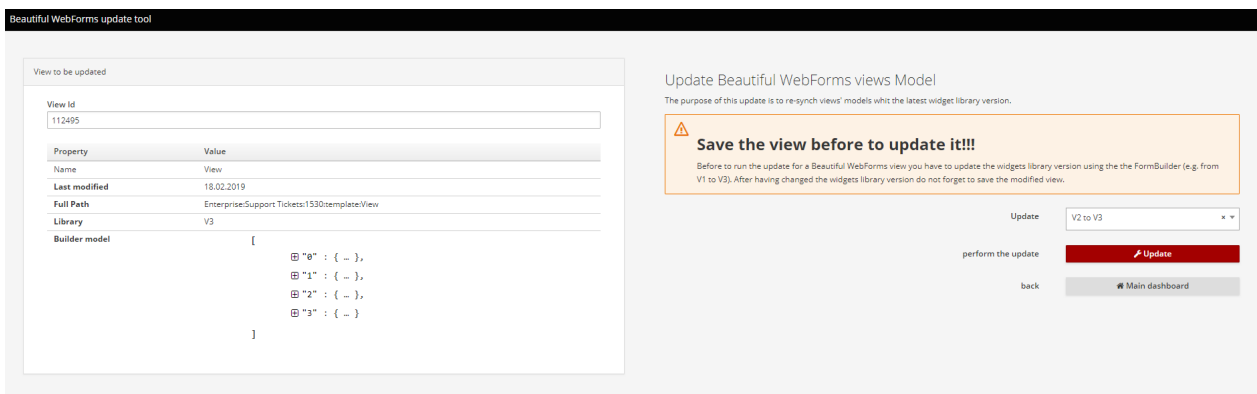 Beautiful WebForms update tool
View to be updated
View Id
112495
Property Value
Name View
Last modified 18.02.2019
Full Path Enterprise:Support Tickets:1530:template:View
Library V3
Builder model [
"0" : { … },
"1" : { … },
"2" : { … },
"3" : { … }
]
Update Beautiful WebForms views Model
The purpose of this update is to re-synch views' models whit the latest widget library version.
Save the view before to update it!!!
Before to run the update for a Beautiful WebForms view you have to update the widgets library version using the the FormBuilder (e.g. from
V1 to V3). After having changed the widgets library version do not forget to save the modified view.
Update V2 to V3
perform the update Update
back Main dashboard